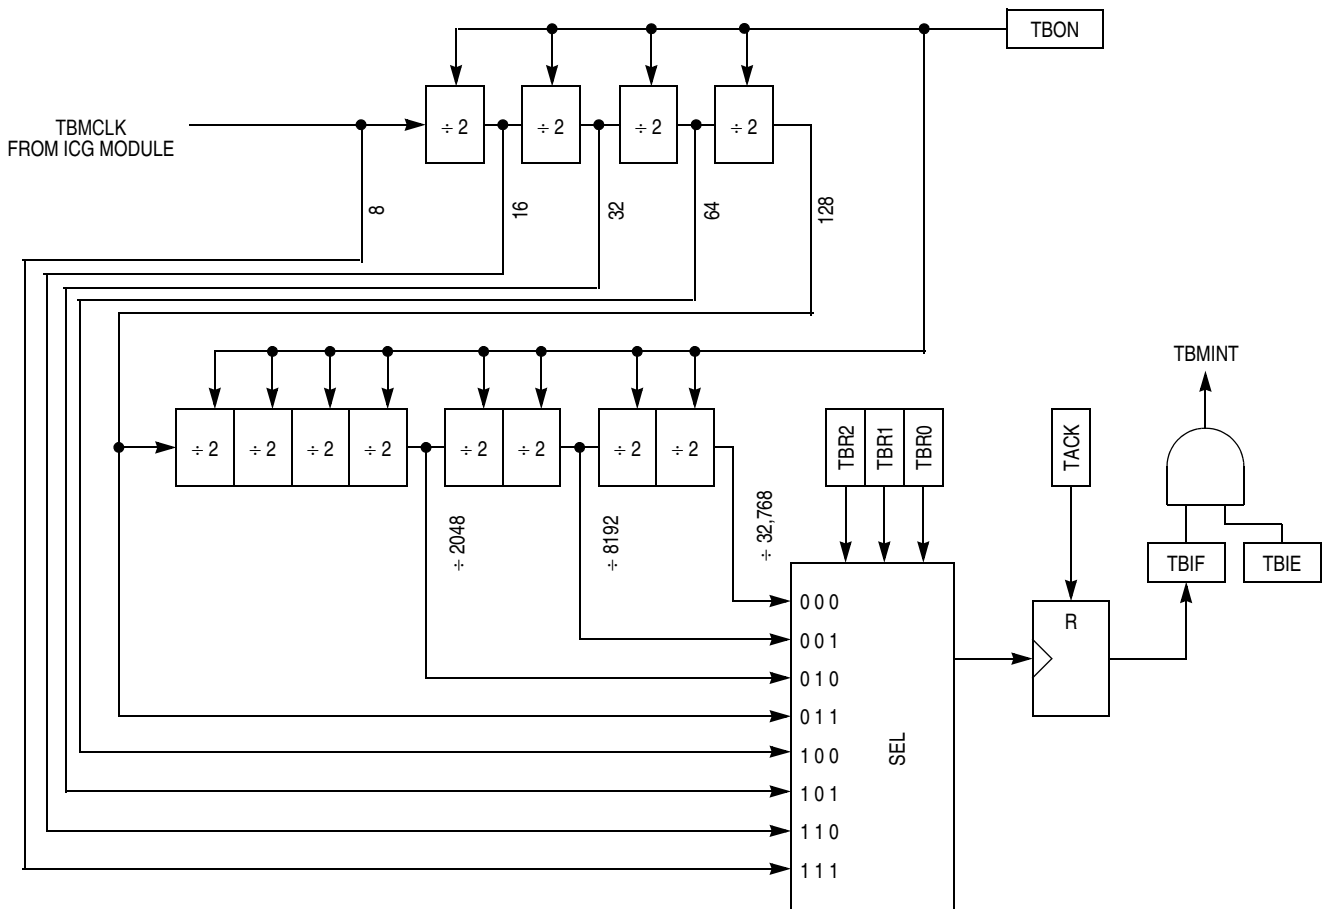 TBON
÷ 2
÷ 2
÷ 2
÷ 2
TBMCLK
FROM ICG MODULE
8
16
32
64
128
TBMINT
÷ 2
÷ 2
÷ 2
÷ 2
÷ 2
÷ 2
÷ 2
÷ 2
TBR2
TBR1
TBR0
TACK
÷ 2048
÷ 8192
÷ 32,768
TBIF
TBIE
R
0 0 0
0 0 1
0 1 0
0 1 1
1 0 0
1 0 1
1 1 0
1 1 1
SEL